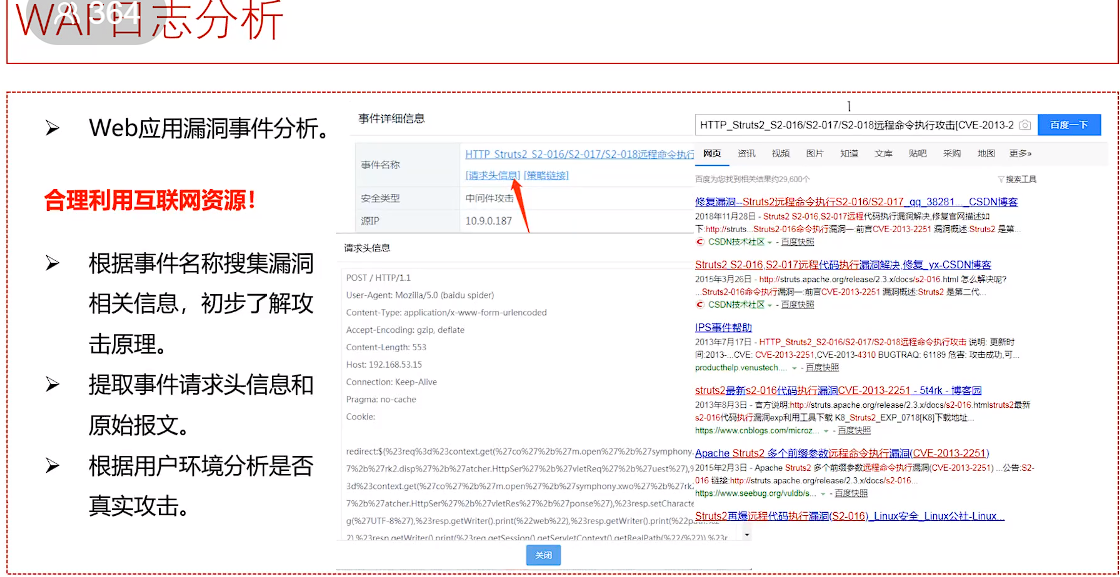 364
WAF日志分析
➢ Web应用漏洞事件分析。
合理利用互联网资源！
➢ 根据事件名称搜集漏洞
相关信息，初步了解攻
击原理。
➢ 提取事件请求头信息和
原始报文。
➢ 根据用户环境分析是否
真实攻击。
事件详细信息
事件名称
HTTP_Struts2_S2-016/S2-017/S2-018远程命令执行
[请求头信息] [策略链接]
安全类型 中间件攻击
源IP 10.9.0.187
请求头信息
POST / HTTP/1.1
User-Agent: Mozilla/5.0 (baidu spider)
Content-Type: application/x-www-form-urlencoded
Accept-Encoding: gzip, deflate
Content-Length: 553
Host: 192.168.53.15
Connection: Keep-Alive
Pragma: no-cache
Cookie:
redirect:${%23req%3d%23context.get(%27co%27%2b%27m.open%27%2b%27symphony.
7%2b%27rk2.disp%27%2b%27atcher.HttpSer%27%2b%27vletReq%27%2b%27uest%27),%
3d%23context.get(%27co%27%2b%27m.open%27%2b%27symphony.xwo%27%2b%27rk
7%2b%27atcher.HttpSer%27%2b%27vletRes%27%2b%27ponse%27),%23resp.setCharacte
g(%27UTF-8%27),%23resp.getWriter().print(%22web%22),%23resp.getWriter().print(%22p
2),%23resp.getWriter().print(%23req.getSession().getServletContext().getRealPath(%22/%22)),%23r
关闭
HTTP_Struts2_S2-016/S2-017/S2-018远程命令执行攻击[CVE-2013-2 百度一下
网页 资讯 视频 图片 知道 文库 贴吧 采购 地图 更多»
百度为您找到相关结果约29,600个 搜索工具
修复漏洞--Struts2远程命令执行S2-016/S2-017_qq_38281..._CSDN博客
2018年11月28日 - Struts2 S2-016,S2-017远程代码执行漏洞解决,修复官网描述如
下:http://struts...Struts2-016命令执行漏洞一 前言CVE-2013-2251 漏洞概述 Struts2 是第...
CSDN技术社区 - 百度快照
Struts2 S2-016,S2-017远程代码执行漏洞解决,修复_yx-CSDN博客
2015年3月26日 - http://struts.apache.org/release/2.3.x/docs/s2-016.html 怎么解决呢?
...Struts2-016命令执行漏洞一 前言CVE-2013-2251 漏洞概述:Struts2 是第二代...
CSDN技术社区 - 百度快照
IPS事件帮助
2013年7月17日 - HTTP_Struts2_S2-016/S2-017/S2-018远程命令执行攻击 说明: 更新时
间:2013-...CVE: CVE-2013-2251,CVE-2013-4310 BUGTRAQ: 61189 危害: 攻击成功,可...
producthelp.venustech.... - 百度快照
struts2最新s2-016代码执行漏洞CVE-2013-2251 - 5t4rk - 博客园
2013年8月3日 - 官方说明:http://struts.apache.org/release/2.3.x/docs/s2-016.htmlstruts2最新
s2-016代码执行漏洞exp利用工具下载 K8_Struts2_EXP_0718[K8]下载地址...
https://www.cnblogs.com/microz... - 百度快照
Apache Struts2 多个前缀参数远程命令执行漏洞(CVE-2013-2251)
2015年2月3日 - Apache Struts2 多个前缀参数远程命令执行漏洞(CVE-2013-2251) ...公告:S2-
016 链接:http://struts.apache.org/release/2.3.x/docs/s2-016...
https://www.seebug.org/vuldb/s... - 百度快照
Struts2再爆远程代码执行漏洞(S2-016)_Linux安全_Linux公社-Linux...